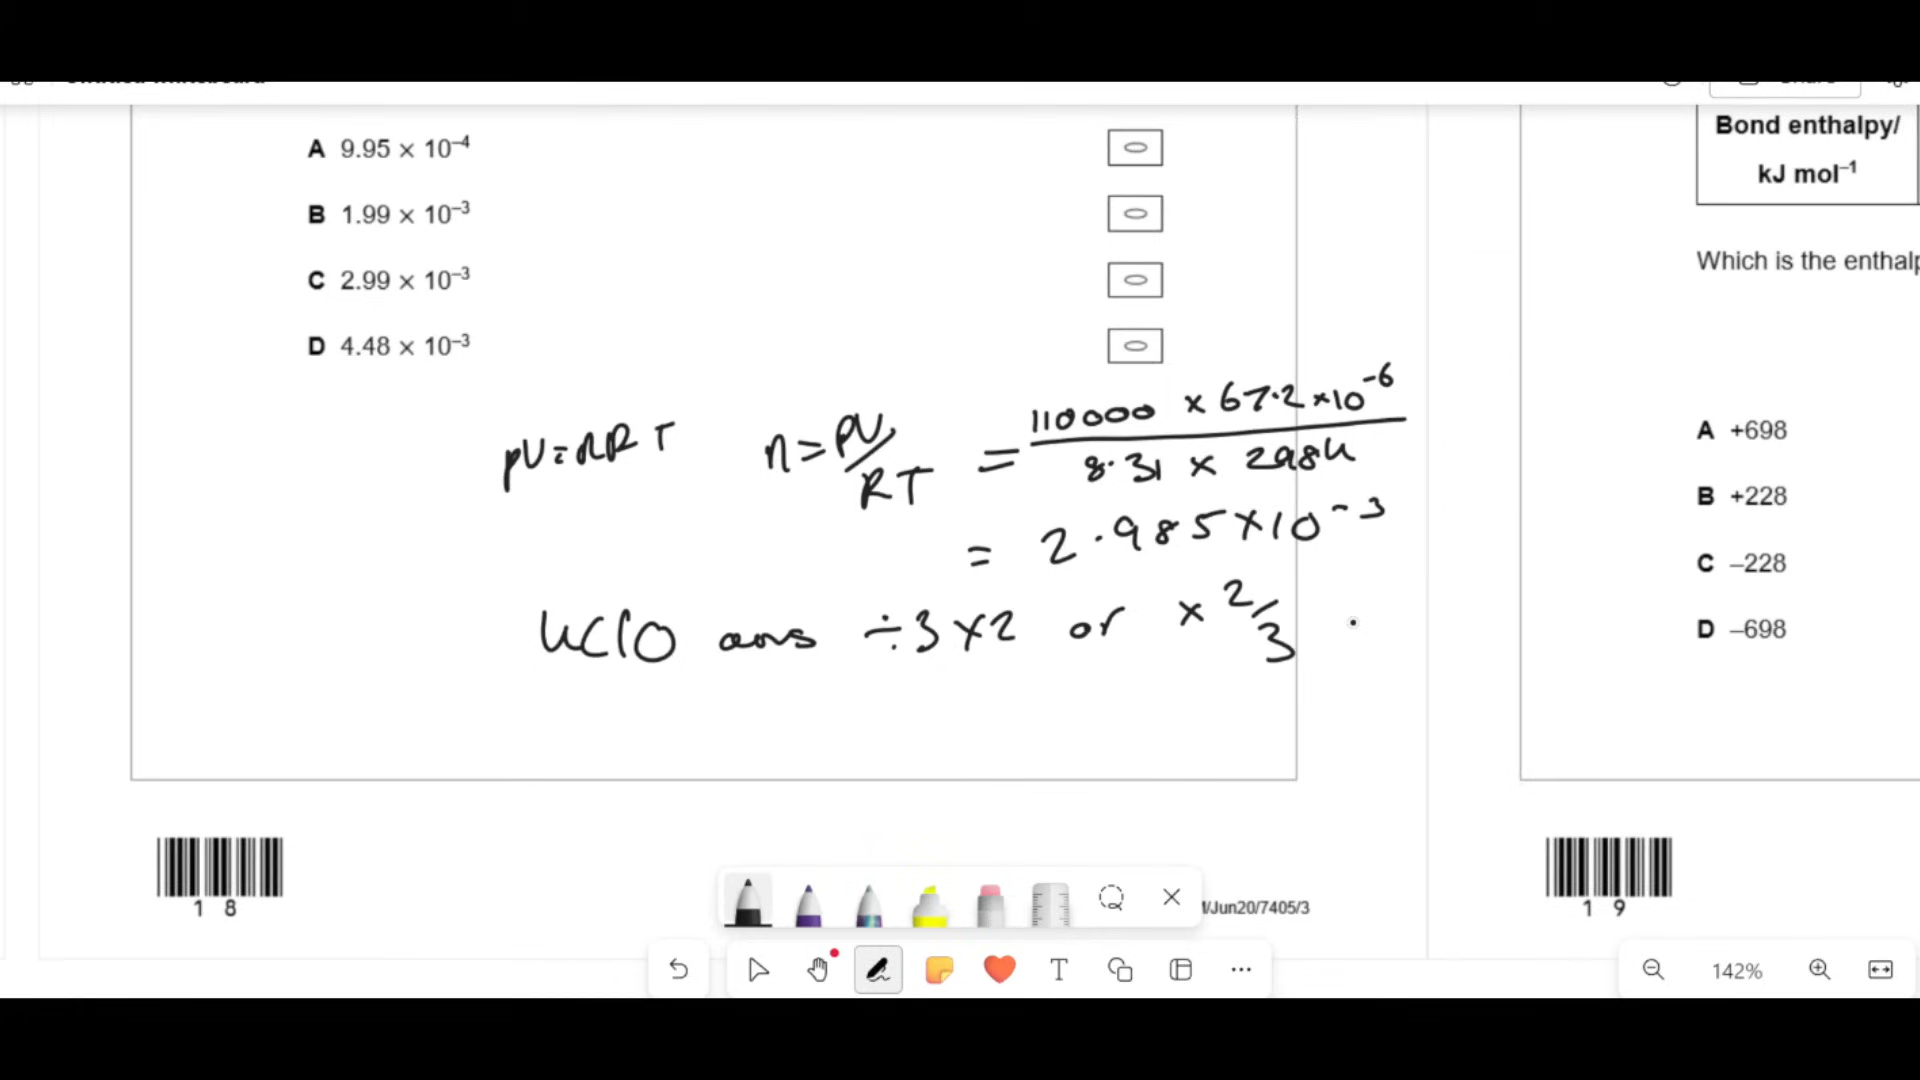 Bond enthalpy/
kJ mol⁻¹
A 9.95 × 10⁻⁴
B 1.99 × 10⁻³
C 2.99 × 10⁻³
D 4.48 × 10⁻³
Which is the enthalp
pV=nRT n=PV/RT = 110000 × 67.2 × 10⁻⁶
8.31 × 298k
= 2.985×10⁻³
KClO ans ÷3×2 or × 2/3
A +698
B +228
C –228
D –698
1 8
/Jun20/7405/3
1 9
T
142%